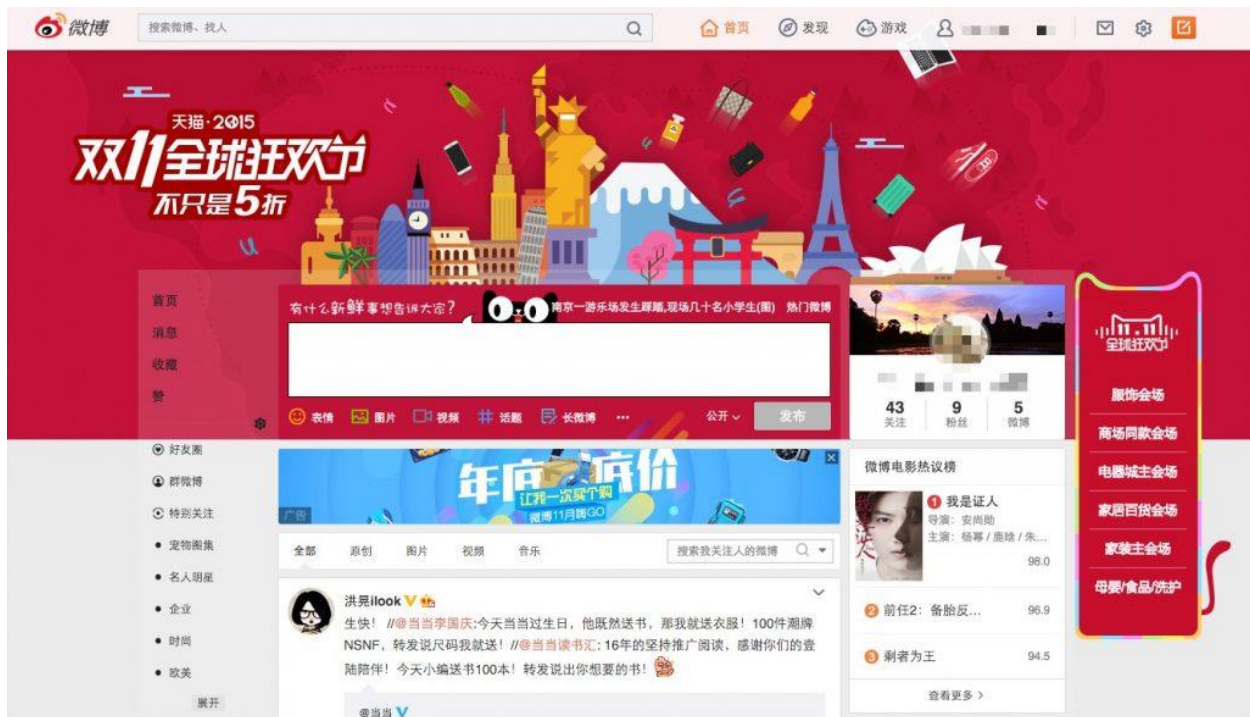 微博
搜索微博、找人
首页
发现
游戏
天猫·2015
双11全球狂欢节
不只是5折
首页
消息
收藏
赞
好友圈
群微博
特别关注
宠物图集
名人明星
企业
时尚
欧美
展开
有什么新鲜事想告诉大家?
南京一游乐场发生踩踏,现场几十名小学生(图) 热门微博
表情 图片 视频 话题 长微博 ... 公开 发布
年底底价
让我一次买个购
微博11月嗨GO
广告
全部 原创 图片 视频 音乐
搜索我关注人的微博
洪晃ilook
生快! //@当当李国庆:今天当当过生日,他既然送书,那我就送衣服!100件潮牌
NSNF,转发说尺码我就送!//@当当读书汇: 16年的坚持推广阅读,感谢你们的壹
陆陪伴!今天小编送书100本!转发说出你想要的书!
@当当
43 9 5
关注 粉丝 微博
微博电影热议榜
1 我是证人
导演:安尚勋
主演:杨幂 / 鹿晗 / 朱...
98.0
2 前任2:备胎反... 96.9
3 剩者为王 94.5
查看更多 >
11.11
全球狂欢节
服饰会场
商场同款会场
电器城主会场
家居百货会场
家装主会场
母婴/食品/洗护